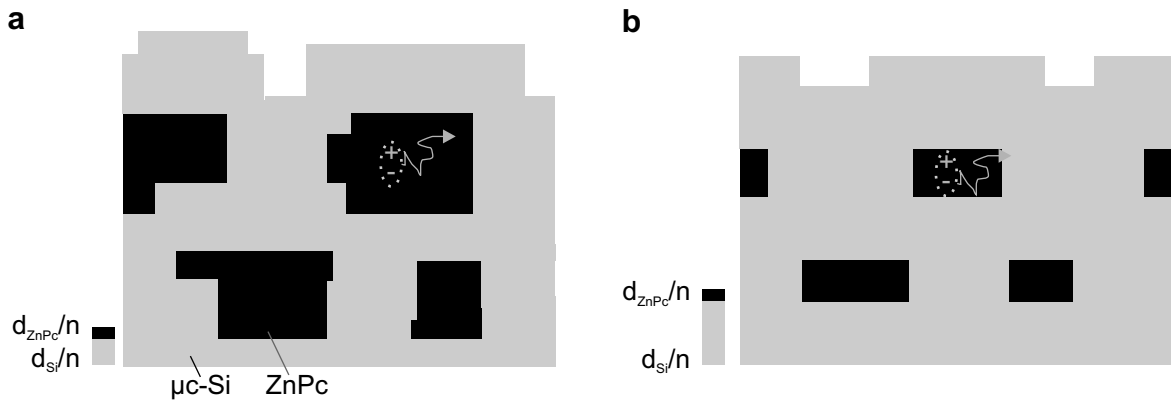 a
b
+
-
+
-
d_ZnPc/n
d_Si/n
µc-Si
ZnPc
d_ZnPc/n
d_Si/n